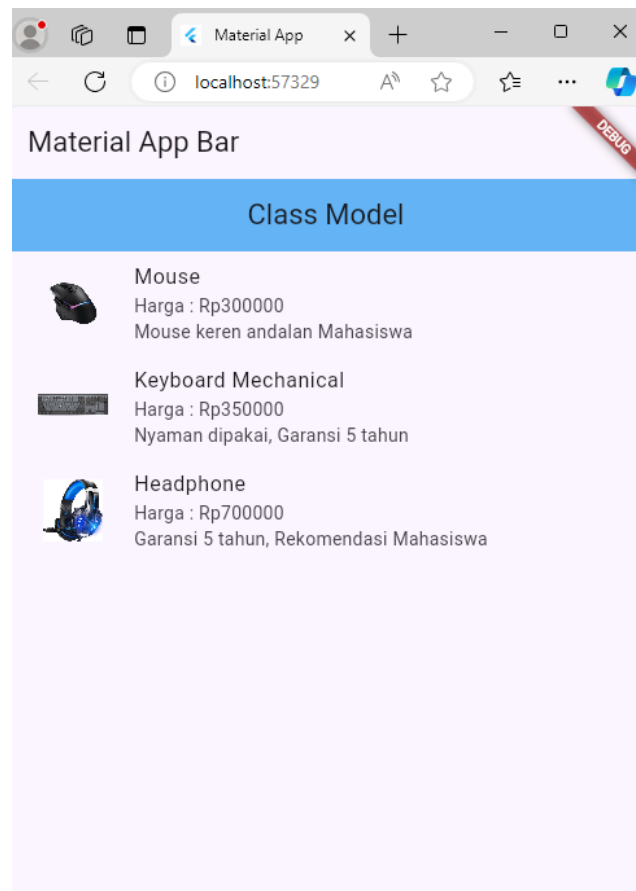 Material App
localhost:57329
Material App Bar
DEBUG
Class Model
Mouse
Harga : Rp300000
Mouse keren andalan Mahasiswa
Keyboard Mechanical
Harga : Rp350000
Nyaman dipakai, Garansi 5 tahun
Headphone
Harga : Rp700000
Garansi 5 tahun, Rekomendasi Mahasiswa